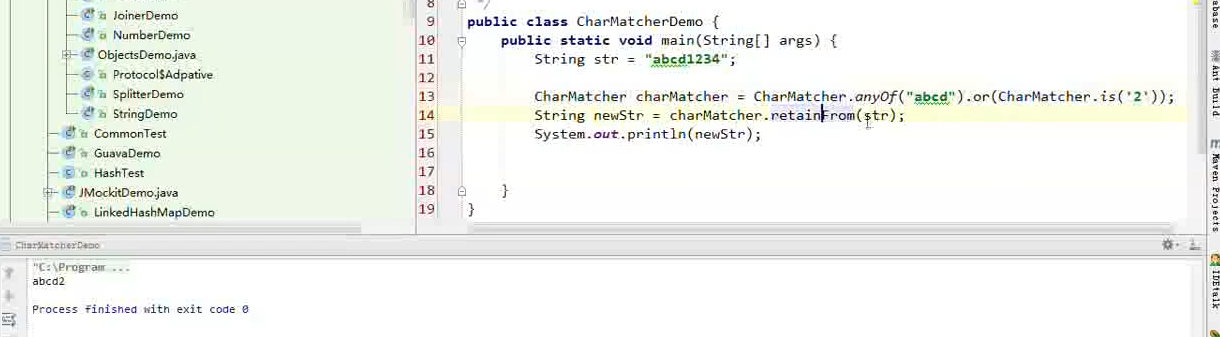 JoinerDemo
NumberDemo
ObjectsDemo.java
Protocol$Adpative
SplitterDemo
StringDemo
CommonTest
GuavaDemo
HashTest
JMockitDemo.java
LinkedHashMapDemo
8 */
9 public class CharMatcherDemo {
10 public static void main(String[] args) {
11 String str = "abcd1234";
12
13 CharMatcher charMatcher = CharMatcher.anyOf("abcd").or(CharMatcher.is('2'));
14 String newStr = charMatcher.retainFrom(str);
15 System.out.println(newStr);
16
17
18 }
19 }
CharMatcherDemo
"C:\Program ...
abcd2
Process finished with exit code 0
abase
Ant Build
Maven Projects
IDEtalk